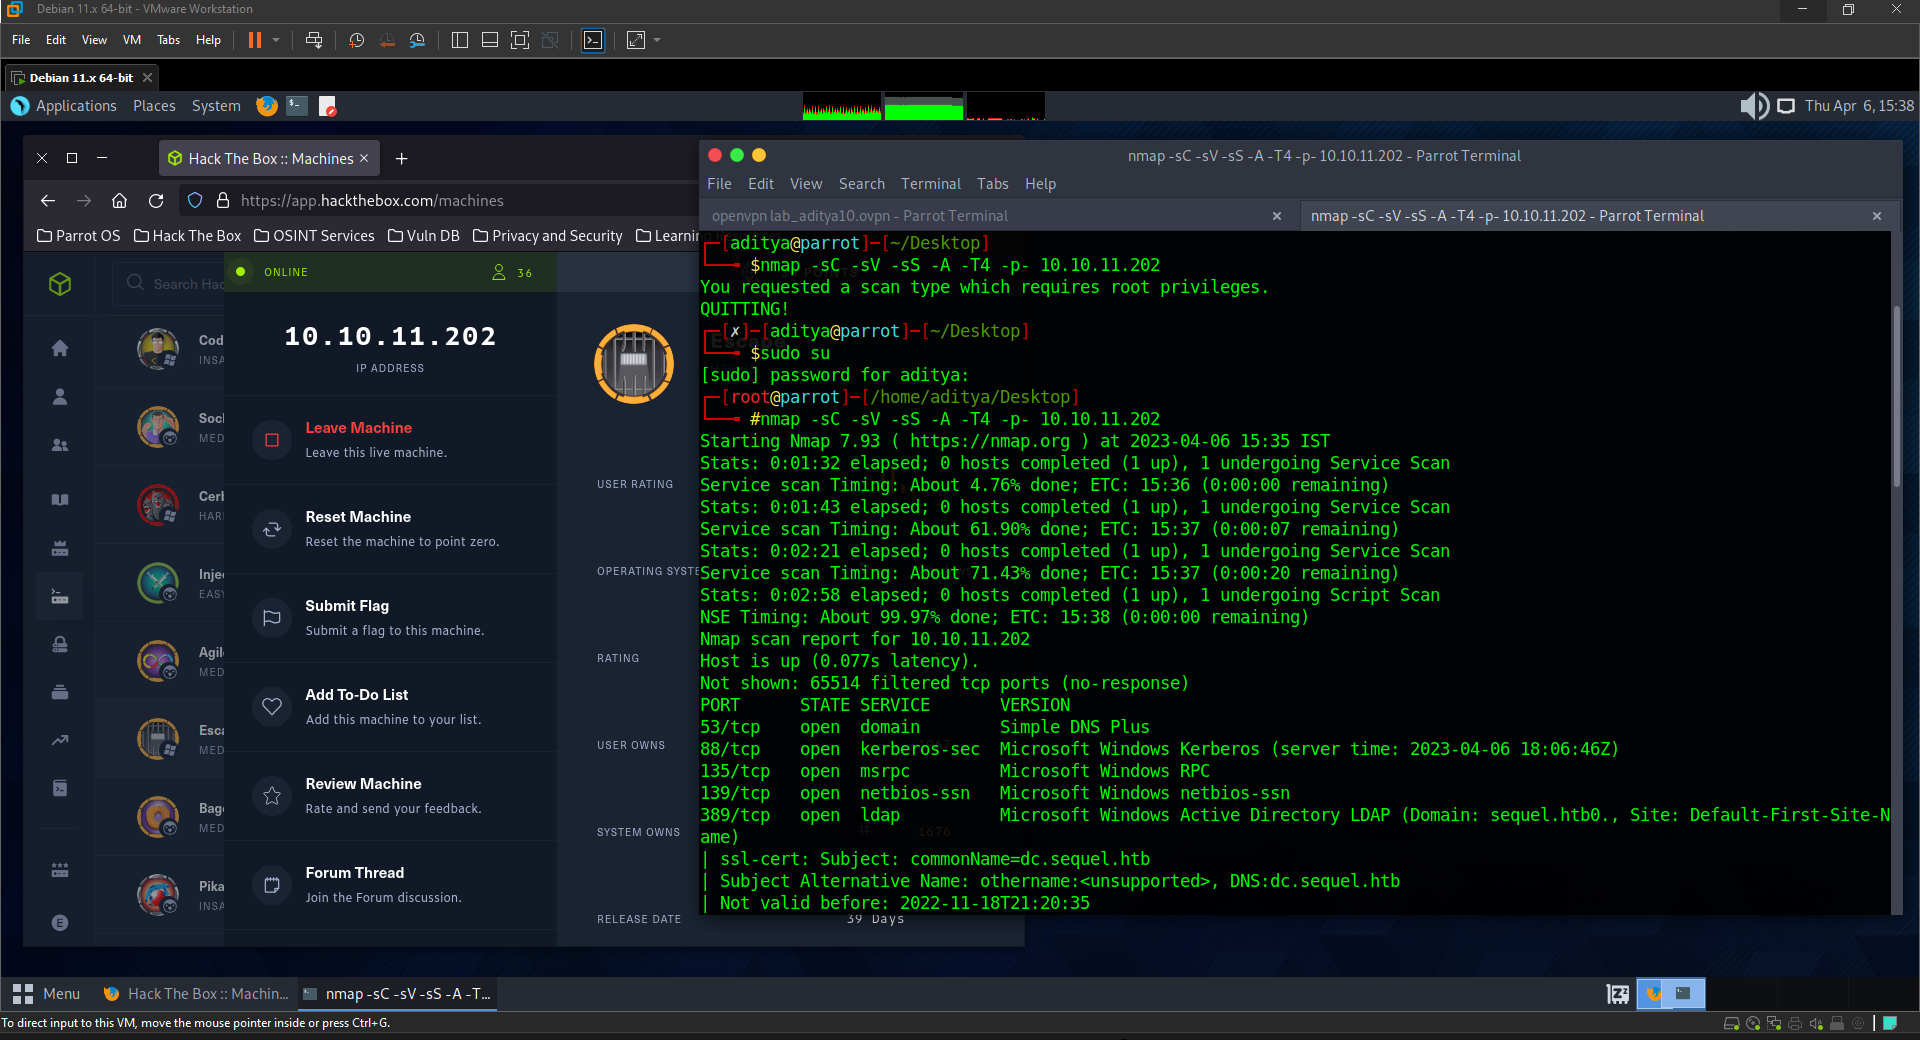 Debian 11.x 64-bit - VMware Workstation
File Edit View VM Tabs Help
Debian 11.x 64-bit
Applications Places System
Thu Apr 6, 15:38
Hack The Box :: Machines
https://app.hackthebox.com/machines
Parrot OS Hack The Box OSINT Services Vuln DB Privacy and Security Learning Resources
Search Hac
ONLINE
36
10.10.11.202
IP ADDRESS
Leave Machine
Leave this live machine.
Reset Machine
Reset the machine to point zero.
Submit Flag
Submit a flag to this machine.
Add To-Do List
Add this machine to your list.
Review Machine
Rate and send your feedback.
Forum Thread
Join the Forum discussion.
Cod
INSA
Soc
MED
Cerb
HAR
Injec
EASY
Agil
MED
Esca
MED
Bag
MED
Pika
INSA
E
POINTS
Escape
USER RATING
OPERATING SYSTE
RATING
USER OWNS
SYSTEM OWNS
# 1676
RELEASE DATE
39 Days
nmap -sC -sV -sS -A -T4 -p- 10.10.11.202 - Parrot Terminal
File Edit View Search Terminal Tabs Help
openvpn lab_aditya10.ovpn - Parrot Terminal
nmap -sC -sV -sS -A -T4 -p- 10.10.11.202 - Parrot Terminal
┌─[aditya@parrot]─[~/Desktop]
└──╼ $nmap -sC -sV -sS -A -T4 -p- 10.10.11.202
You requested a scan type which requires root privileges.
QUITTING!
┌─[✗]─[aditya@parrot]─[~/Desktop]
└──╼ $sudo su
[sudo] password for aditya:
┌─[root@parrot]─[/home/aditya/Desktop]
└──╼ #nmap -sC -sV -sS -A -T4 -p- 10.10.11.202
Starting Nmap 7.93 ( https://nmap.org ) at 2023-04-06 15:35 IST
Stats: 0:01:32 elapsed; 0 hosts completed (1 up), 1 undergoing Service Scan
Service scan Timing: About 4.76% done; ETC: 15:36 (0:00:00 remaining)
Stats: 0:01:43 elapsed; 0 hosts completed (1 up), 1 undergoing Service Scan
Service scan Timing: About 61.90% done; ETC: 15:37 (0:00:07 remaining)
Stats: 0:02:21 elapsed; 0 hosts completed (1 up), 1 undergoing Service Scan
Service scan Timing: About 71.43% done; ETC: 15:37 (0:00:20 remaining)
Stats: 0:02:58 elapsed; 0 hosts completed (1 up), 1 undergoing Script Scan
NSE Timing: About 99.97% done; ETC: 15:38 (0:00:00 remaining)
Nmap scan report for 10.10.11.202
Host is up (0.077s latency).
Not shown: 65514 filtered tcp ports (no-response)
PORT STATE SERVICE VERSION
53/tcp open domain Simple DNS Plus
88/tcp open kerberos-sec Microsoft Windows Kerberos (server time: 2023-04-06 18:06:46Z)
135/tcp open msrpc Microsoft Windows RPC
139/tcp open netbios-ssn Microsoft Windows netbios-ssn
389/tcp open ldap Microsoft Windows Active Directory LDAP (Domain: sequel.htb0., Site: Default-First-Site-N
ame)
| ssl-cert: Subject: commonName=dc.sequel.htb
| Subject Alternative Name: othername:<unsupported>, DNS:dc.sequel.htb
| Not valid before: 2022-11-18T21:20:35
Menu
Hack The Box :: Machin...
nmap -sC -sV -sS -A -T...
To direct input to this VM, move the mouse pointer inside or press Ctrl+G.